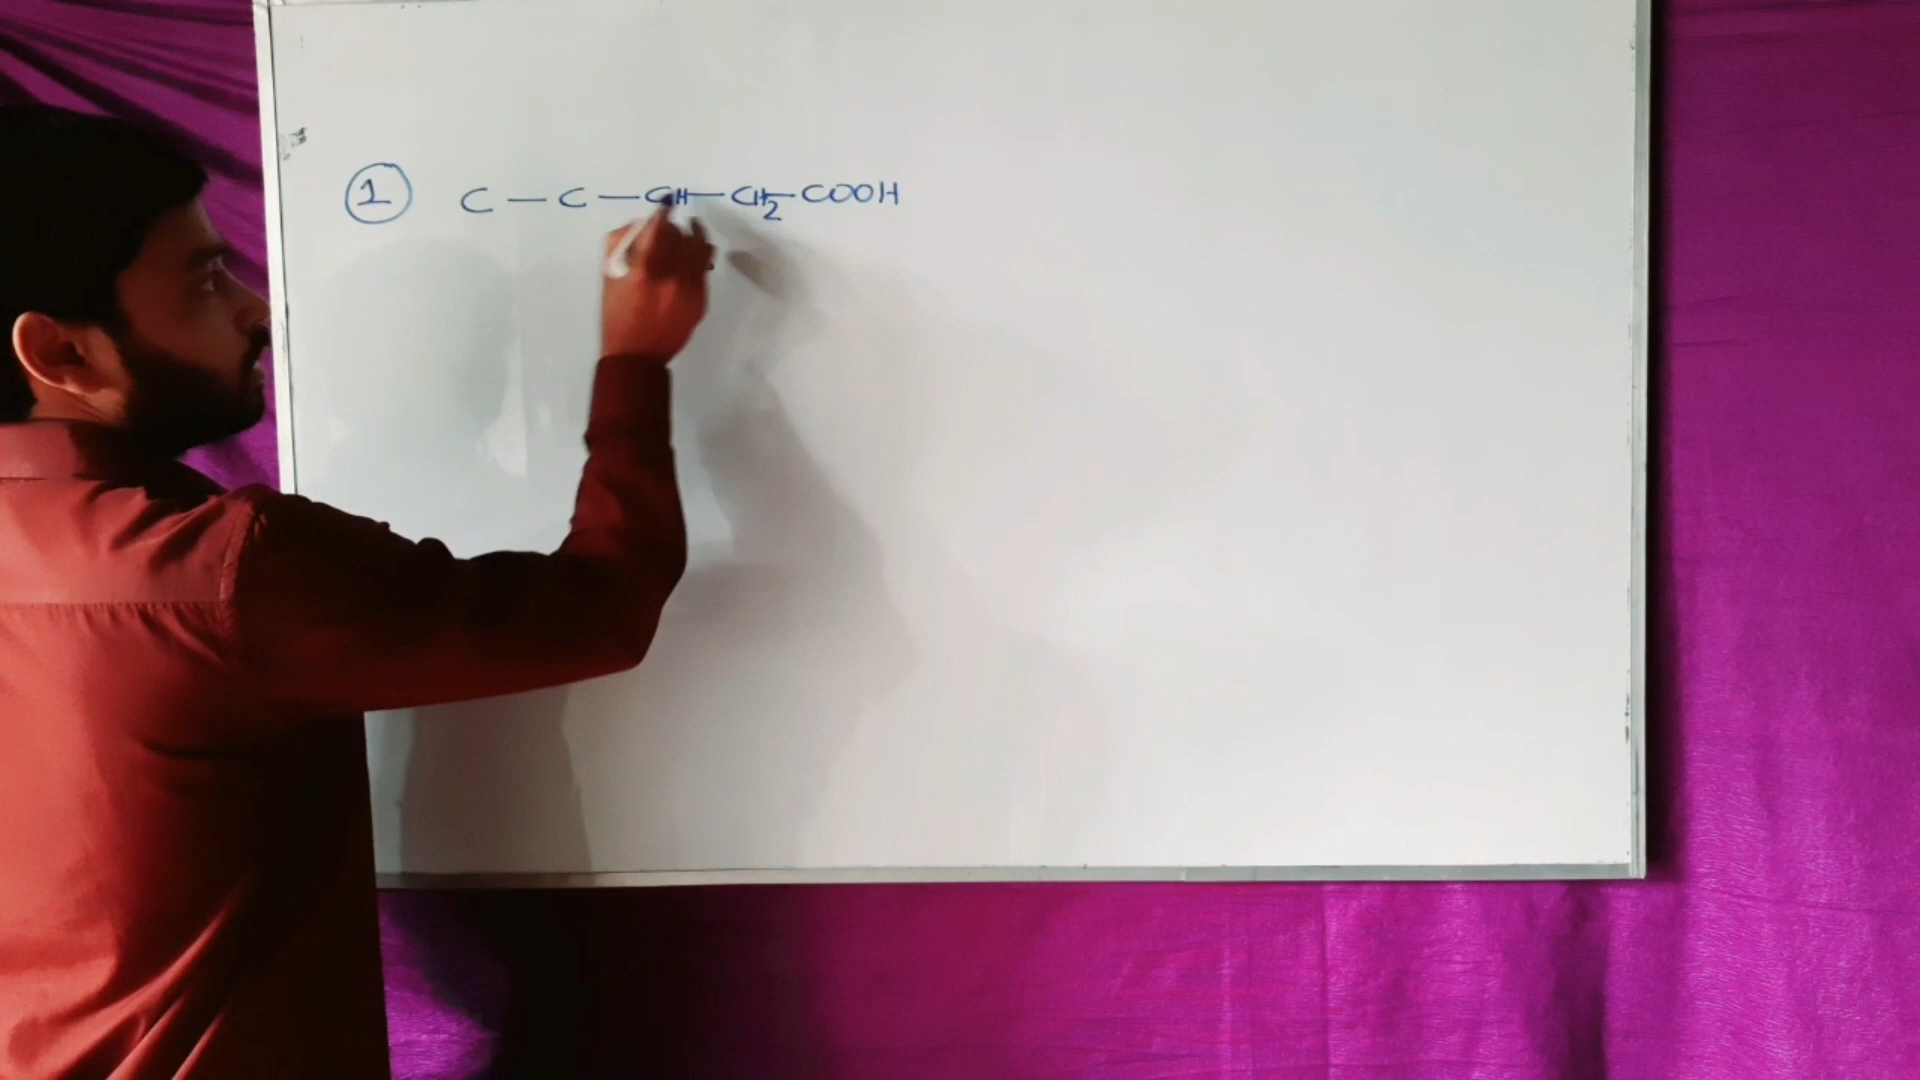 ① C — C — CH — CH₂ — COOH